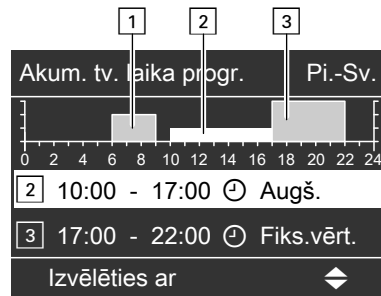 1 2 3
Akum. tv. laika progr. Pi.-Sv.
0 2 4 6 8 10 12 14 16 18 20 22 24
2 10:00 - 17:00 Augš.
3 17:00 - 22:00 Fiks.vērt.
Izvēlēties ar